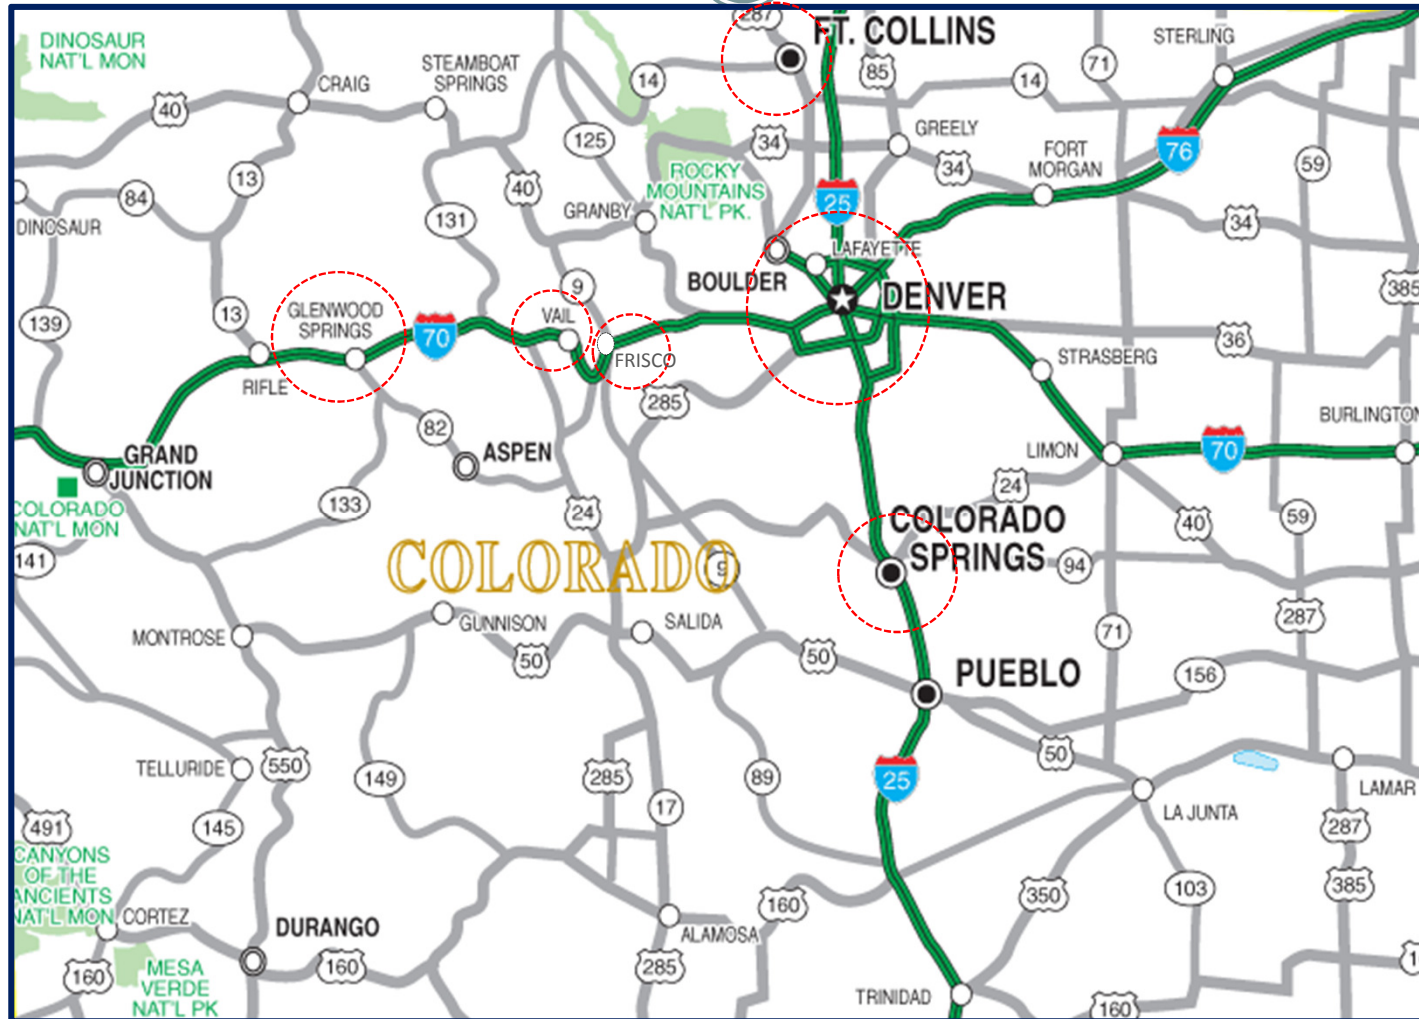 287
FT. COLLINS
DINOSAUR
NAT'L MON
STEAMBOAT
SPRINGS
CRAIG
40
14
85
71
STERLING
14
125
34
GREELY
34
FORT
MORGAN
76
59
13
84
40
ROCKY
MOUNTAINS
NAT'L PK.
25
DINOSAUR
131
GRANBY
34
LAFAYETTE
BOULDER
DENVER
385
9
139
13
GLENWOOD
SPRINGS
70
VAIL
FRISCO
36
STRASBERG
RIFLE
285
82
BURLINGTON
GRAND
JUNCTION
ASPEN
LIMON
70
COLORADO
NAT'L MON
133
24
24
40
59
COLORADO
SPRINGS
141
COLORADO
9
94
MONTROSE
GUNNISON
50
SALIDA
50
71
287
PUEBLO
156
TELLURIDE
550
149
285
89
25
50
LAMAR
17
LA JUNTA
491
145
287
CANYONS
OF THE
ANCIENTS
NAT'L MON
CORTEZ
DURANGO
160
350
103
385
ALAMOSA
160
MESA
VERDE
NAT'L PK
160
285
TRINIDAD
160